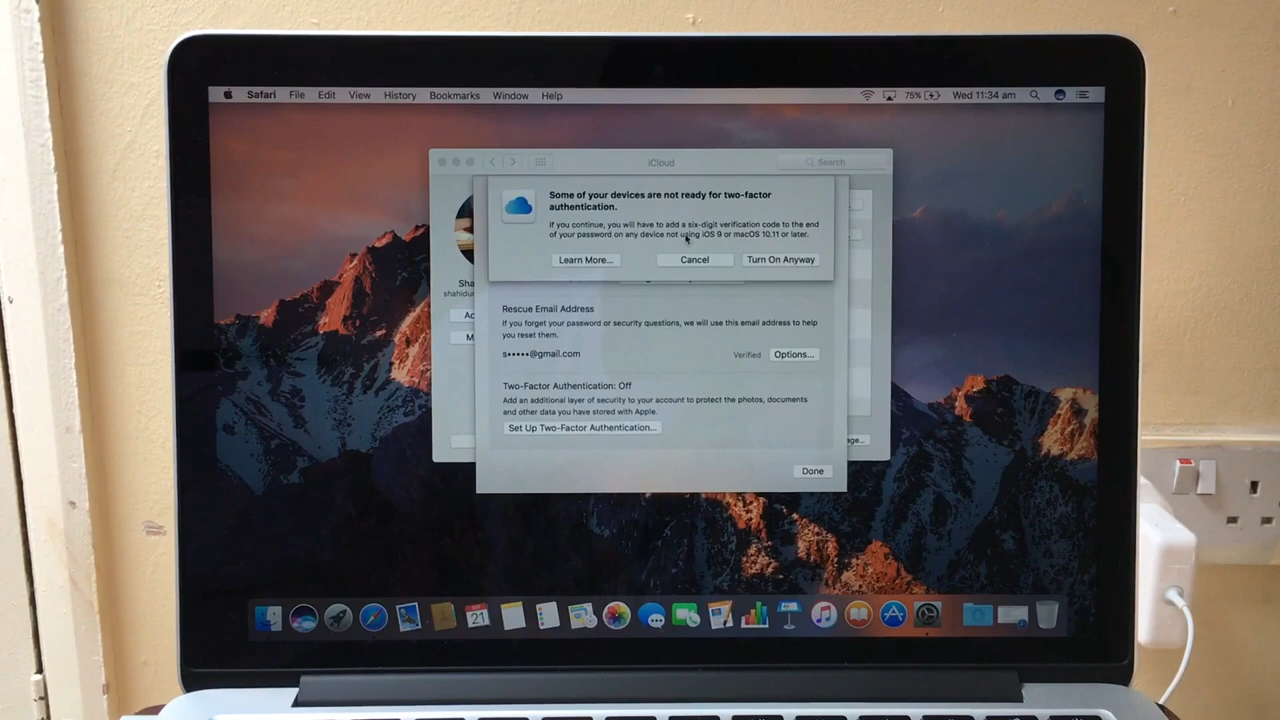 Safari File Edit View History Bookmarks Window Help 75% Wed 11:34 am
iCloud
Search
Some of your devices are not ready for two-factor
authentication.
If you continue, you will have to add a six-digit verification code to the end
of your password on any device not using iOS 9 or macOS 10.11 or later.
Learn More... Cancel Turn On Anyway
Sha
shahidur
Rescue Email Address
If you forget your password or security questions, we will use this email address to help
you reset them.
s•••••@gmail.com Verified Options...
Two-Factor Authentication: Off
Add an additional layer of security to your account to protect the photos, documents
and other data you have stored with Apple.
Set Up Two-Factor Authentication...
Done
SEP
21